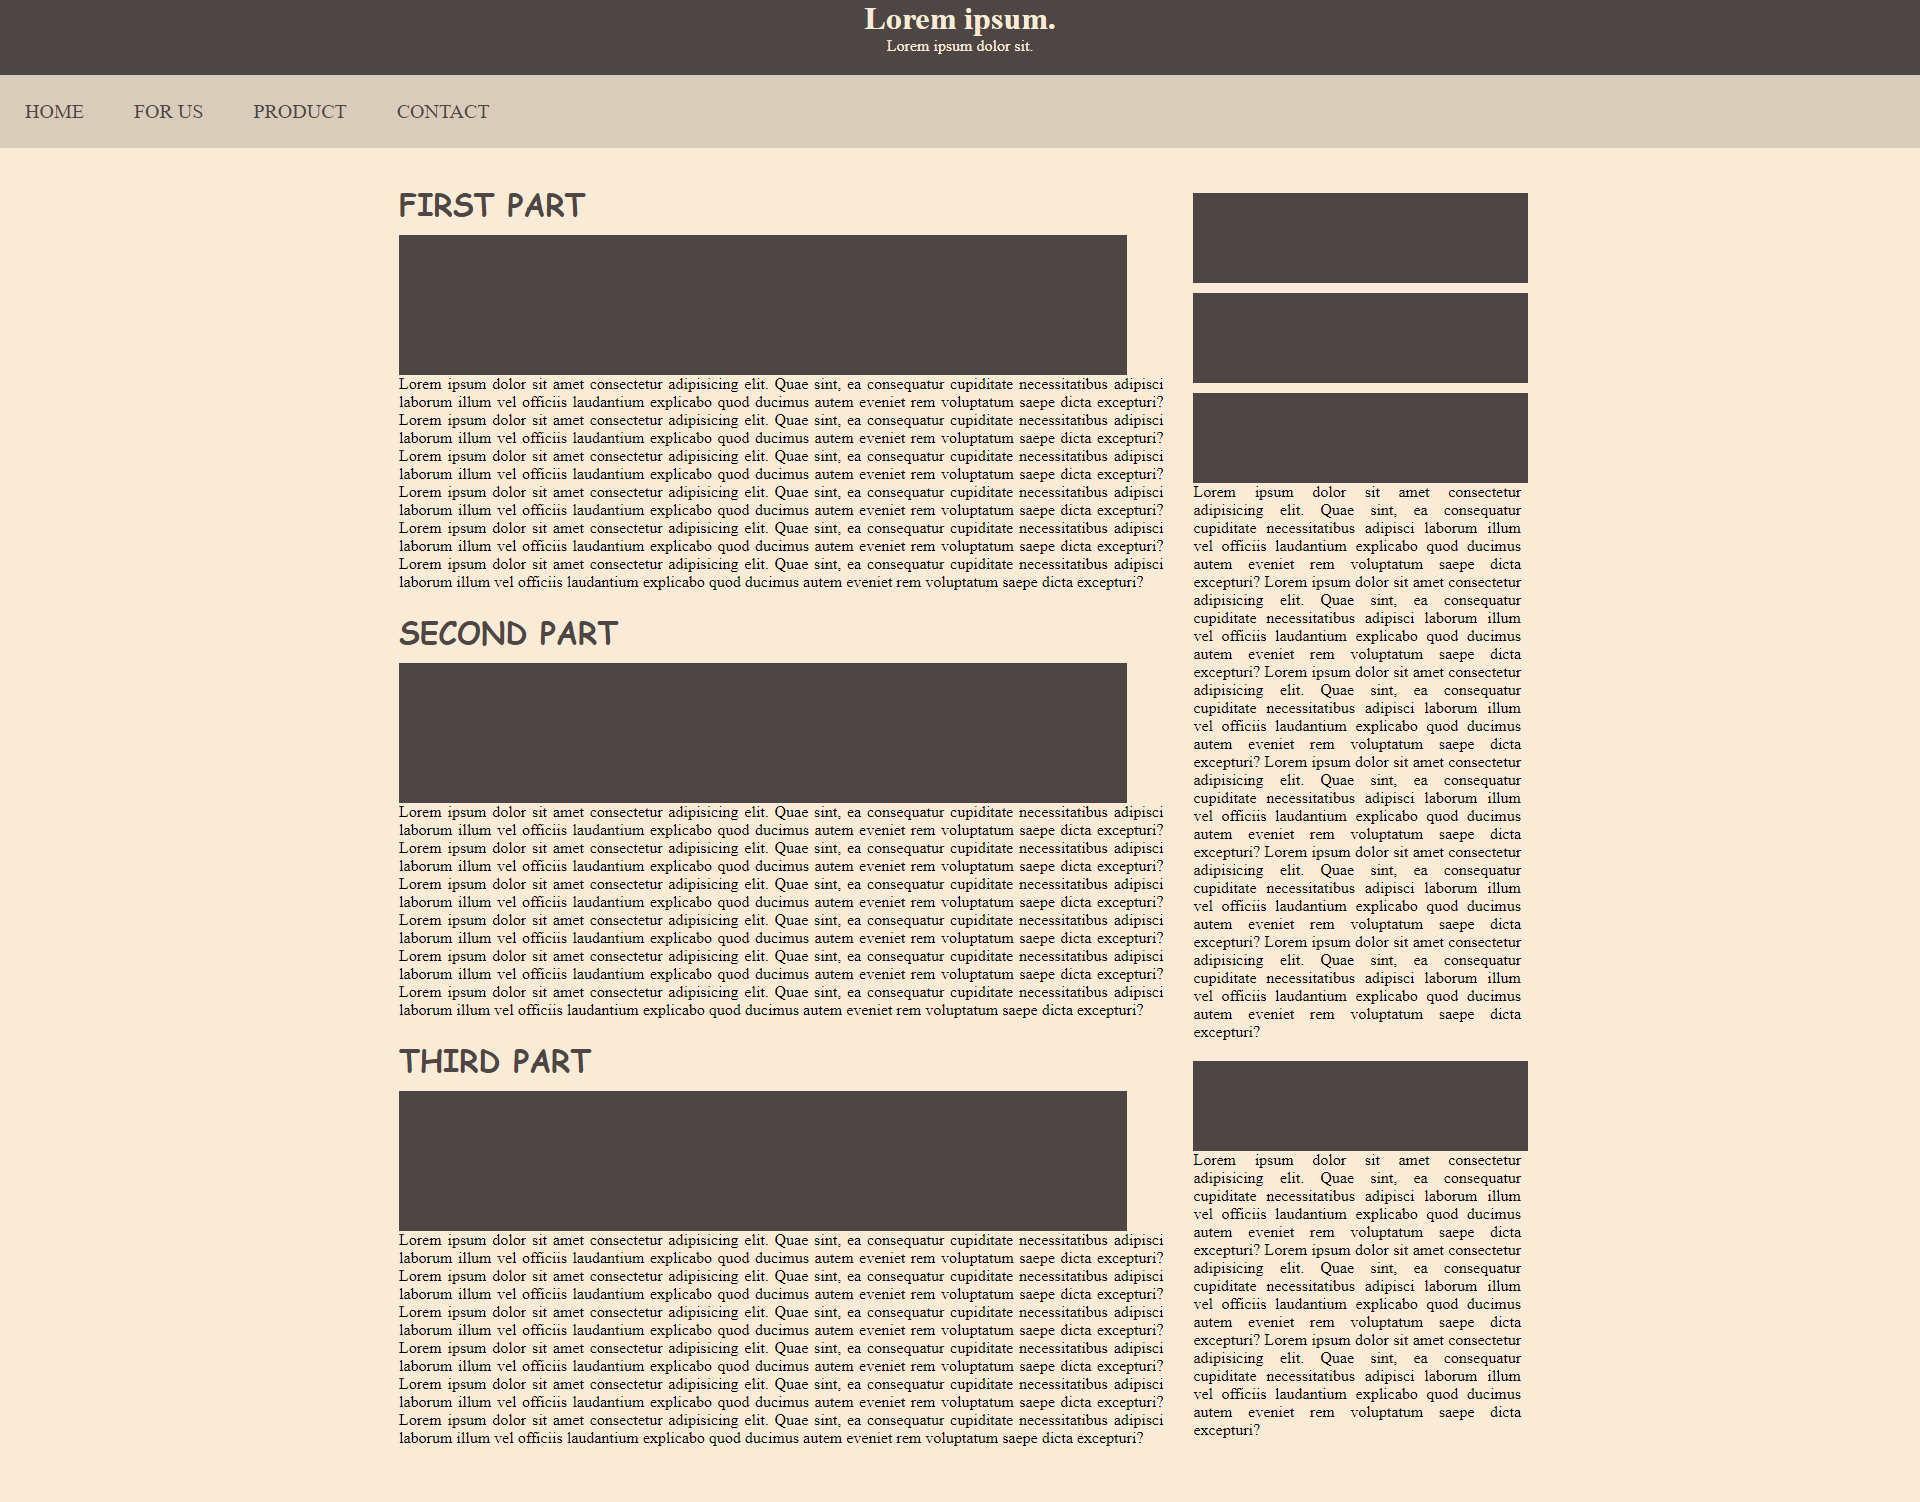 Lorem ipsum.
Lorem ipsum dolor sit.
HOME FOR US PRODUCT CONTACT
FIRST PART
Lorem ipsum dolor sit amet consectetur adipisicing elit. Quae sint, ea consequatur cupiditate necessitatibus adipisci
laborum illum vel officiis laudantium explicabo quod ducimus autem eveniet rem voluptatum saepe dicta excepturi?
Lorem ipsum dolor sit amet consectetur adipisicing elit. Quae sint, ea consequatur cupiditate necessitatibus adipisci
laborum illum vel officiis laudantium explicabo quod ducimus autem eveniet rem voluptatum saepe dicta excepturi?
Lorem ipsum dolor sit amet consectetur adipisicing elit. Quae sint, ea consequatur cupiditate necessitatibus adipisci
laborum illum vel officiis laudantium explicabo quod ducimus autem eveniet rem voluptatum saepe dicta excepturi?
Lorem ipsum dolor sit amet consectetur adipisicing elit. Quae sint, ea consequatur cupiditate necessitatibus adipisci
laborum illum vel officiis laudantium explicabo quod ducimus autem eveniet rem voluptatum saepe dicta excepturi?
Lorem ipsum dolor sit amet consectetur adipisicing elit. Quae sint, ea consequatur cupiditate necessitatibus adipisci
laborum illum vel officiis laudantium explicabo quod ducimus autem eveniet rem voluptatum saepe dicta excepturi?
Lorem ipsum dolor sit amet consectetur adipisicing elit. Quae sint, ea consequatur cupiditate necessitatibus adipisci
laborum illum vel officiis laudantium explicabo quod ducimus autem eveniet rem voluptatum saepe dicta excepturi?
SECOND PART
Lorem ipsum dolor sit amet consectetur adipisicing elit. Quae sint, ea consequatur cupiditate necessitatibus adipisci
laborum illum vel officiis laudantium explicabo quod ducimus autem eveniet rem voluptatum saepe dicta excepturi?
Lorem ipsum dolor sit amet consectetur adipisicing elit. Quae sint, ea consequatur cupiditate necessitatibus adipisci
laborum illum vel officiis laudantium explicabo quod ducimus autem eveniet rem voluptatum saepe dicta excepturi?
Lorem ipsum dolor sit amet consectetur adipisicing elit. Quae sint, ea consequatur cupiditate necessitatibus adipisci
laborum illum vel officiis laudantium explicabo quod ducimus autem eveniet rem voluptatum saepe dicta excepturi?
Lorem ipsum dolor sit amet consectetur adipisicing elit. Quae sint, ea consequatur cupiditate necessitatibus adipisci
laborum illum vel officiis laudantium explicabo quod ducimus autem eveniet rem voluptatum saepe dicta excepturi?
Lorem ipsum dolor sit amet consectetur adipisicing elit. Quae sint, ea consequatur cupiditate necessitatibus adipisci
laborum illum vel officiis laudantium explicabo quod ducimus autem eveniet rem voluptatum saepe dicta excepturi?
Lorem ipsum dolor sit amet consectetur adipisicing elit. Quae sint, ea consequatur cupiditate necessitatibus adipisci
laborum illum vel officiis laudantium explicabo quod ducimus autem eveniet rem voluptatum saepe dicta excepturi?
THIRD PART
Lorem ipsum dolor sit amet consectetur adipisicing elit. Quae sint, ea consequatur cupiditate necessitatibus adipisci
laborum illum vel officiis laudantium explicabo quod ducimus autem eveniet rem voluptatum saepe dicta excepturi?
Lorem ipsum dolor sit amet consectetur adipisicing elit. Quae sint, ea consequatur cupiditate necessitatibus adipisci
laborum illum vel officiis laudantium explicabo quod ducimus autem eveniet rem voluptatum saepe dicta excepturi?
Lorem ipsum dolor sit amet consectetur adipisicing elit. Quae sint, ea consequatur cupiditate necessitatibus adipisci
laborum illum vel officiis laudantium explicabo quod ducimus autem eveniet rem voluptatum saepe dicta excepturi?
Lorem ipsum dolor sit amet consectetur adipisicing elit. Quae sint, ea consequatur cupiditate necessitatibus adipisci
laborum illum vel officiis laudantium explicabo quod ducimus autem eveniet rem voluptatum saepe dicta excepturi?
Lorem ipsum dolor sit amet consectetur adipisicing elit. Quae sint, ea consequatur cupiditate necessitatibus adipisci
laborum illum vel officiis laudantium explicabo quod ducimus autem eveniet rem voluptatum saepe dicta excepturi?
Lorem ipsum dolor sit amet consectetur adipisicing elit. Quae sint, ea consequatur cupiditate necessitatibus adipisci
laborum illum vel officiis laudantium explicabo quod ducimus autem eveniet rem voluptatum saepe dicta excepturi?
Lorem ipsum dolor sit amet consectetur
adipisicing elit. Quae sint, ea consequatur
cupiditate necessitatibus adipisci laborum illum
vel officiis laudantium explicabo quod ducimus
autem eveniet rem voluptatum saepe dicta
excepturi? Lorem ipsum dolor sit amet consectetur
adipisicing elit. Quae sint, ea consequatur
cupiditate necessitatibus adipisci laborum illum
vel officiis laudantium explicabo quod ducimus
autem eveniet rem voluptatum saepe dicta
excepturi? Lorem ipsum dolor sit amet consectetur
adipisicing elit. Quae sint, ea consequatur
cupiditate necessitatibus adipisci laborum illum
vel officiis laudantium explicabo quod ducimus
autem eveniet rem voluptatum saepe dicta
excepturi? Lorem ipsum dolor sit amet consectetur
adipisicing elit. Quae sint, ea consequatur
cupiditate necessitatibus adipisci laborum illum
vel officiis laudantium explicabo quod ducimus
autem eveniet rem voluptatum saepe dicta
excepturi? Lorem ipsum dolor sit amet consectetur
adipisicing elit. Quae sint, ea consequatur
cupiditate necessitatibus adipisci laborum illum
vel officiis laudantium explicabo quod ducimus
autem eveniet rem voluptatum saepe dicta
excepturi? Lorem ipsum dolor sit amet consectetur
adipisicing elit. Quae sint, ea consequatur
cupiditate necessitatibus adipisci laborum illum
vel officiis laudantium explicabo quod ducimus
autem eveniet rem voluptatum saepe dicta
excepturi?
Lorem ipsum dolor sit amet consectetur
adipisicing elit. Quae sint, ea consequatur
cupiditate necessitatibus adipisci laborum illum
vel officiis laudantium explicabo quod ducimus
autem eveniet rem voluptatum saepe dicta
excepturi? Lorem ipsum dolor sit amet consectetur
adipisicing elit. Quae sint, ea consequatur
cupiditate necessitatibus adipisci laborum illum
vel officiis laudantium explicabo quod ducimus
autem eveniet rem voluptatum saepe dicta
excepturi? Lorem ipsum dolor sit amet consectetur
adipisicing elit. Quae sint, ea consequatur
cupiditate necessitatibus adipisci laborum illum
vel officiis laudantium explicabo quod ducimus
autem eveniet rem voluptatum saepe dicta
excepturi?